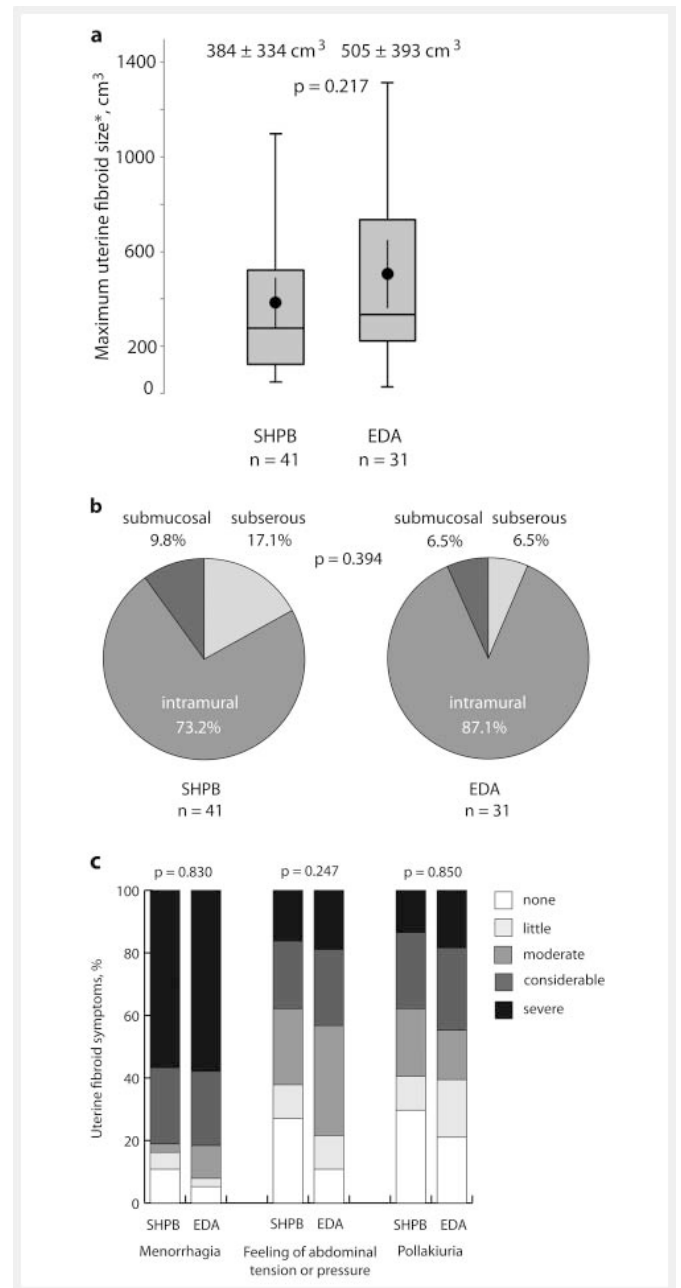 a
384 ± 334 cm³ 505 ± 393 cm³
p = 0.217
Maximum uterine fibroid size*, cm³
1400
1000
600
200
0
SHPB EDA
n = 41 n = 31
b
submucosal subserous submucosal subserous
9.8% 17.1% 6.5% 6.5%
p = 0.394
intramural intramural
73.2% 87.1%
SHPB EDA
n = 41 n = 31
c
p = 0.830 p = 0.247 p = 0.850
Uterine fibroid symptoms, %
100
80
60
40
20
0
none
little
moderate
considerable
severe
SHPB EDA SHPB EDA SHPB EDA
Menorrhagia Feeling of abdominal Pollakiuria
tension or pressure